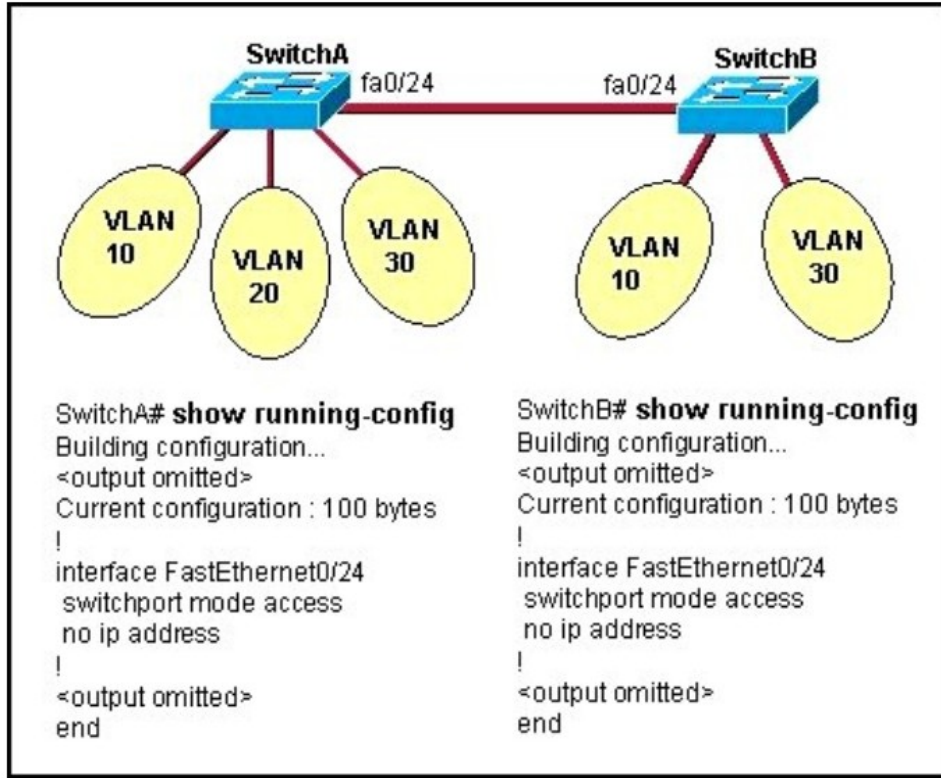 SwitchA
fa0/24
fa0/24
SwitchB
VLAN
10
VLAN
20
VLAN
30
VLAN
10
VLAN
30
SwitchA# show running-config
Building configuration...
<output omitted>
Current configuration : 100 bytes
!
interface FastEthernet0/24
switchport mode access
no ip address
!
<output omitted>
end
SwitchB# show running-config
Building configuration...
<output omitted>
Current configuration : 100 bytes
!
interface FastEthernet0/24
switchport mode access
no ip address
!
<output omitted>
end